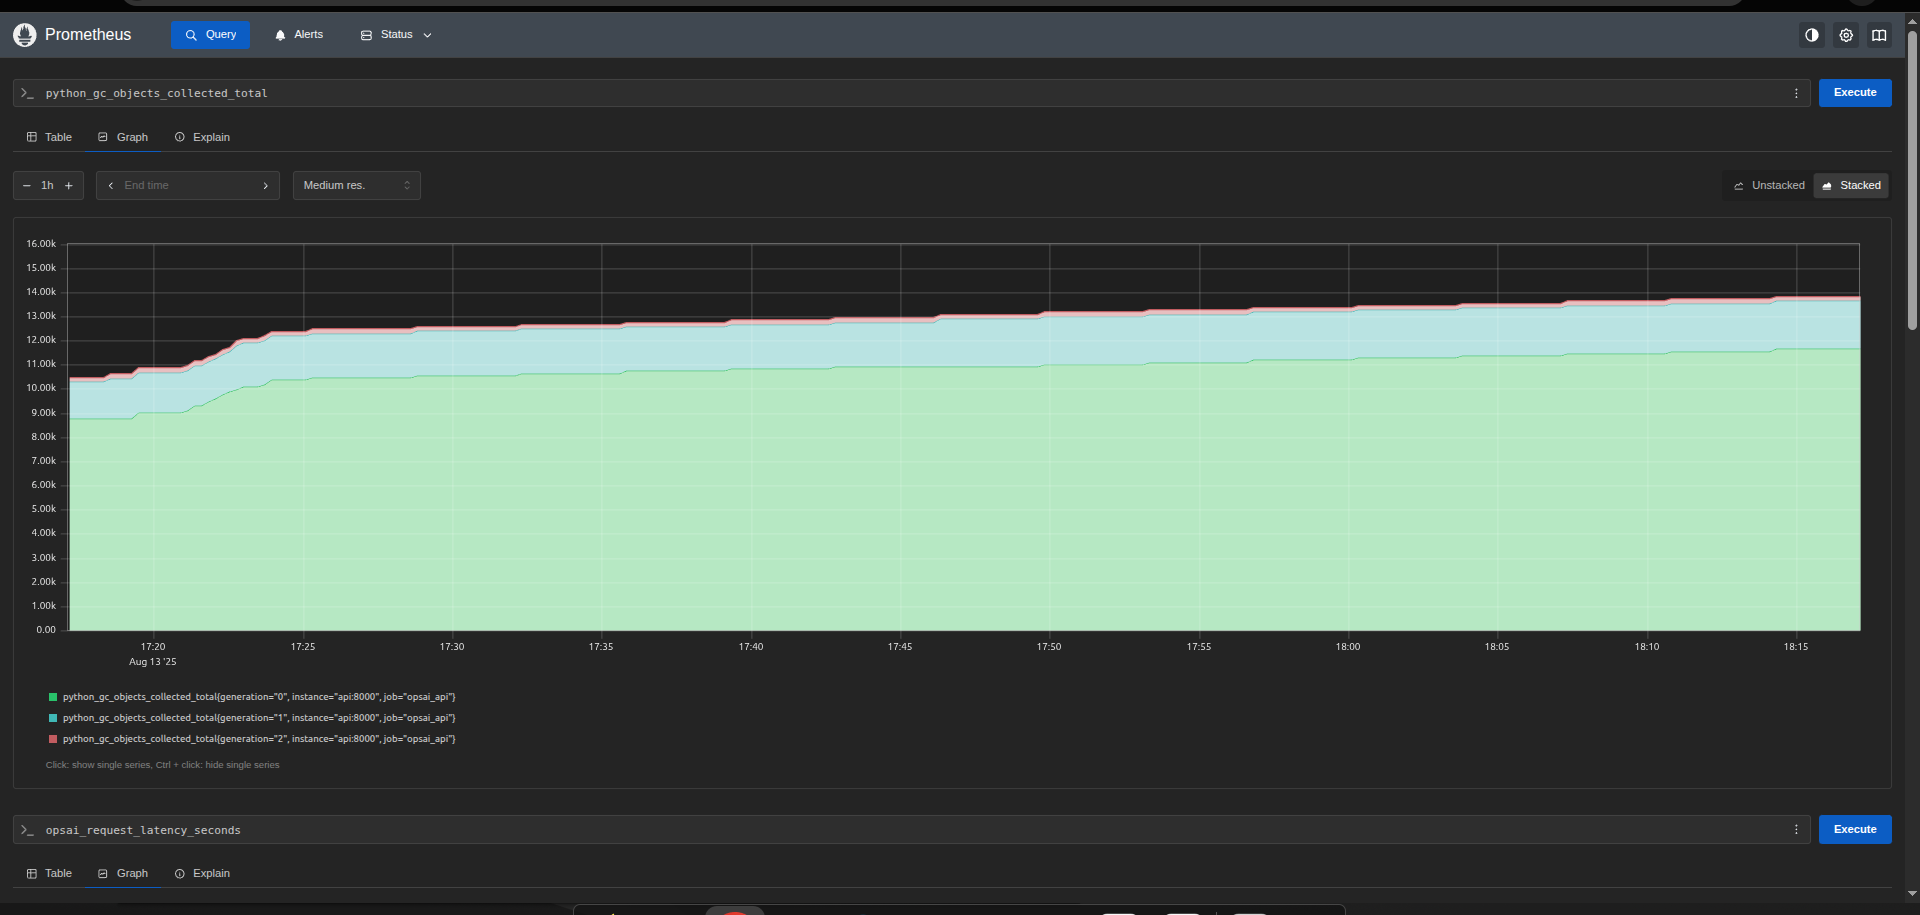 Prometheus Query Alerts Status
python_gc_objects_collected_total Execute
Table Graph Explain
1h End time Medium res. Unstacked Stacked
16.00k
15.00k
14.00k
13.00k
12.00k
11.00k
10.00k
9.00k
8.00k
7.00k
6.00k
5.00k
4.00k
3.00k
2.00k
1.00k
0.00
17:20 17:25 17:30 17:35 17:40 17:45 17:50 17:55 18:00 18:05 18:10 18:15
Aug 13 '25
python_gc_objects_collected_total{generation="0", instance="api:8000", job="opsai_api"}
python_gc_objects_collected_total{generation="1", instance="api:8000", job="opsai_api"}
python_gc_objects_collected_total{generation="2", instance="api:8000", job="opsai_api"}
Click: show single series, Ctrl + click: hide single series
opsai_request_latency_seconds Execute
Table Graph Explain